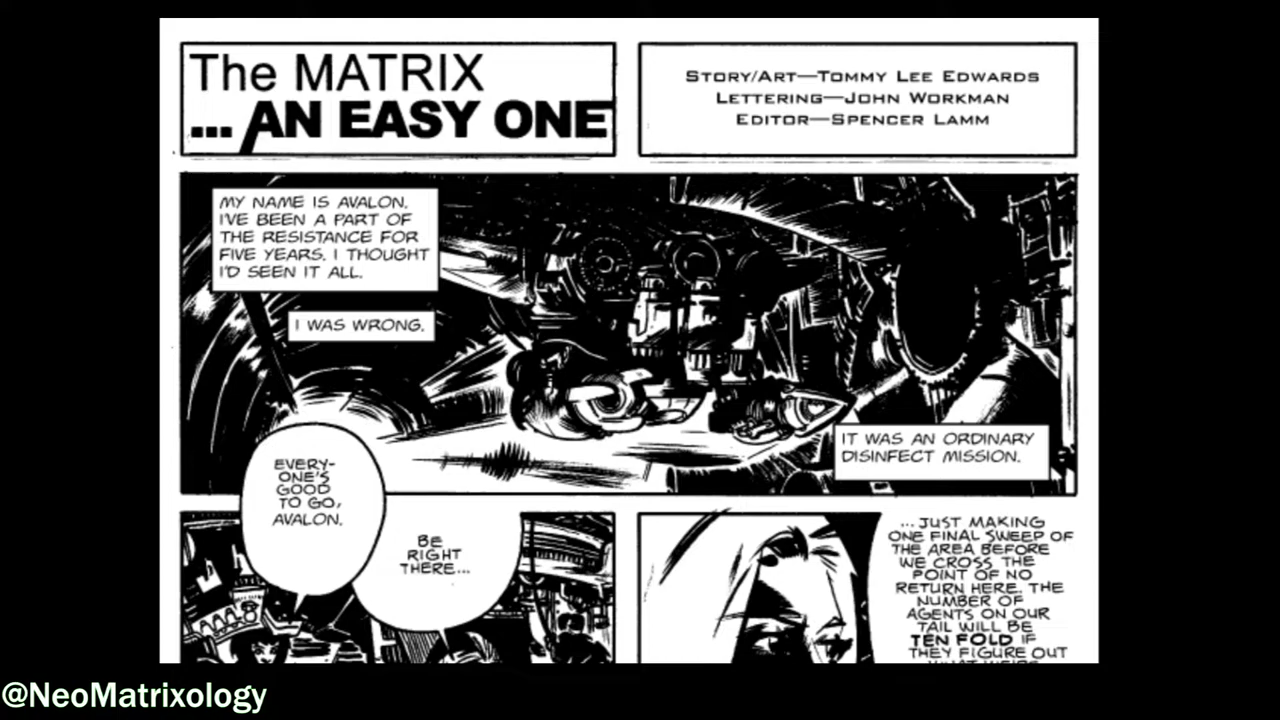 The MATRIX
... AN EASY ONE
STORY/ART—TOMMY LEE EDWARDS
LETTERING—JOHN WORKMAN
EDITOR—SPENCER LAMM
MY NAME IS AVALON.
I'VE BEEN A PART OF
THE RESISTANCE FOR
FIVE YEARS. I THOUGHT
I'D SEEN IT ALL.
I WAS WRONG.
IT WAS AN ORDINARY
DISINFECT MISSION.
EVERY-
ONE'S
GOOD
TO GO,
AVALON.
BE
RIGHT
THERE...
... JUST MAKING
ONE FINAL SWEEP OF
THE AREA BEFORE
WE CROSS THE
POINT OF NO
RETURN HERE. THE
NUMBER OF
AGENTS ON OUR
TAIL WILL BE
TEN FOLD IF
THEY FIGURE OUT
@NeoMatrixology